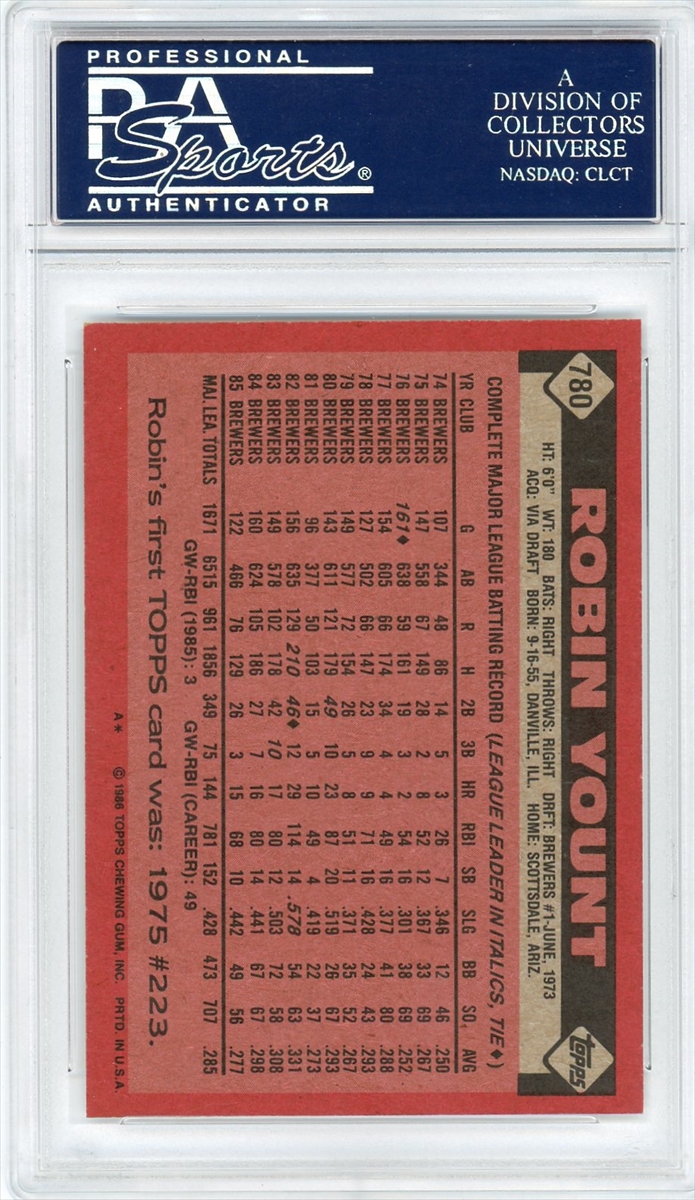 PROFESSIONAL
PSA
Sports®
AUTHENTICATOR
A
DIVISION OF
COLLECTORS
UNIVERSE
NASDAQ: CLCT
780
ROBIN YOUNT
topps
HT: 6'0" WT: 180 BATS: RIGHT THROWS: RIGHT DRFT: BREWERS #1-JUNE, 1973
ACQ: VIA DRAFT BORN: 9-16-55, DANVILLE, ILL. HOME: SCOTTSDALE, ARIZ.
COMPLETE MAJOR LEAGUE BATTING RECORD (LEAGUE LEADER IN ITALICS, TIE♦)
YR CLUB G AB R H 2B 3B HR RBI SB SLG BB SO AVG
74 BREWERS 107 344 48 86 14 5 3 26 7 .346 12 46 .250
75 BREWERS 147 558 67 149 28 2 8 52 12 .367 33 69 .267
76 BREWERS 161♦ 638 59 161 19 3 2 54 16 .301 38 69 .252
77 BREWERS 154 605 66 174 34 4 4 49 16 .377 41 80 .288
78 BREWERS 127 502 66 147 23 9 9 71 16 .428 24 43 .293
79 BREWERS 149 577 72 154 26 5 8 51 11 .371 35 52 .267
80 BREWERS 143 611 121 179 49 10 23 87 20 .519 26 67 .293
81 BREWERS 96 377 50 103 15 5 10 49 4 .419 22 37 .273
82 BREWERS 156 635 129 210 46♦ 12 29 114 14 .578 54 63 .331
83 BREWERS 149 578 102 178 42 10 17 80 12 .503 72 58 .308
84 BREWERS 160 624 105 186 27 7 16 80 14 .441 67 67 .298
85 BREWERS 122 466 76 129 26 3 15 68 10 .442 49 56 .277
MAJ. LEA. TOTALS 1671 6515 961 1856 349 75 144 781 152 .428 473 707 .285
GW-RBI (1985): 3 GW-RBI (CAREER): 49
Robin's first TOPPS card was: 1975 #223.
A* © 1986 TOPPS CHEWING GUM, INC. PRTD. IN U.S.A.